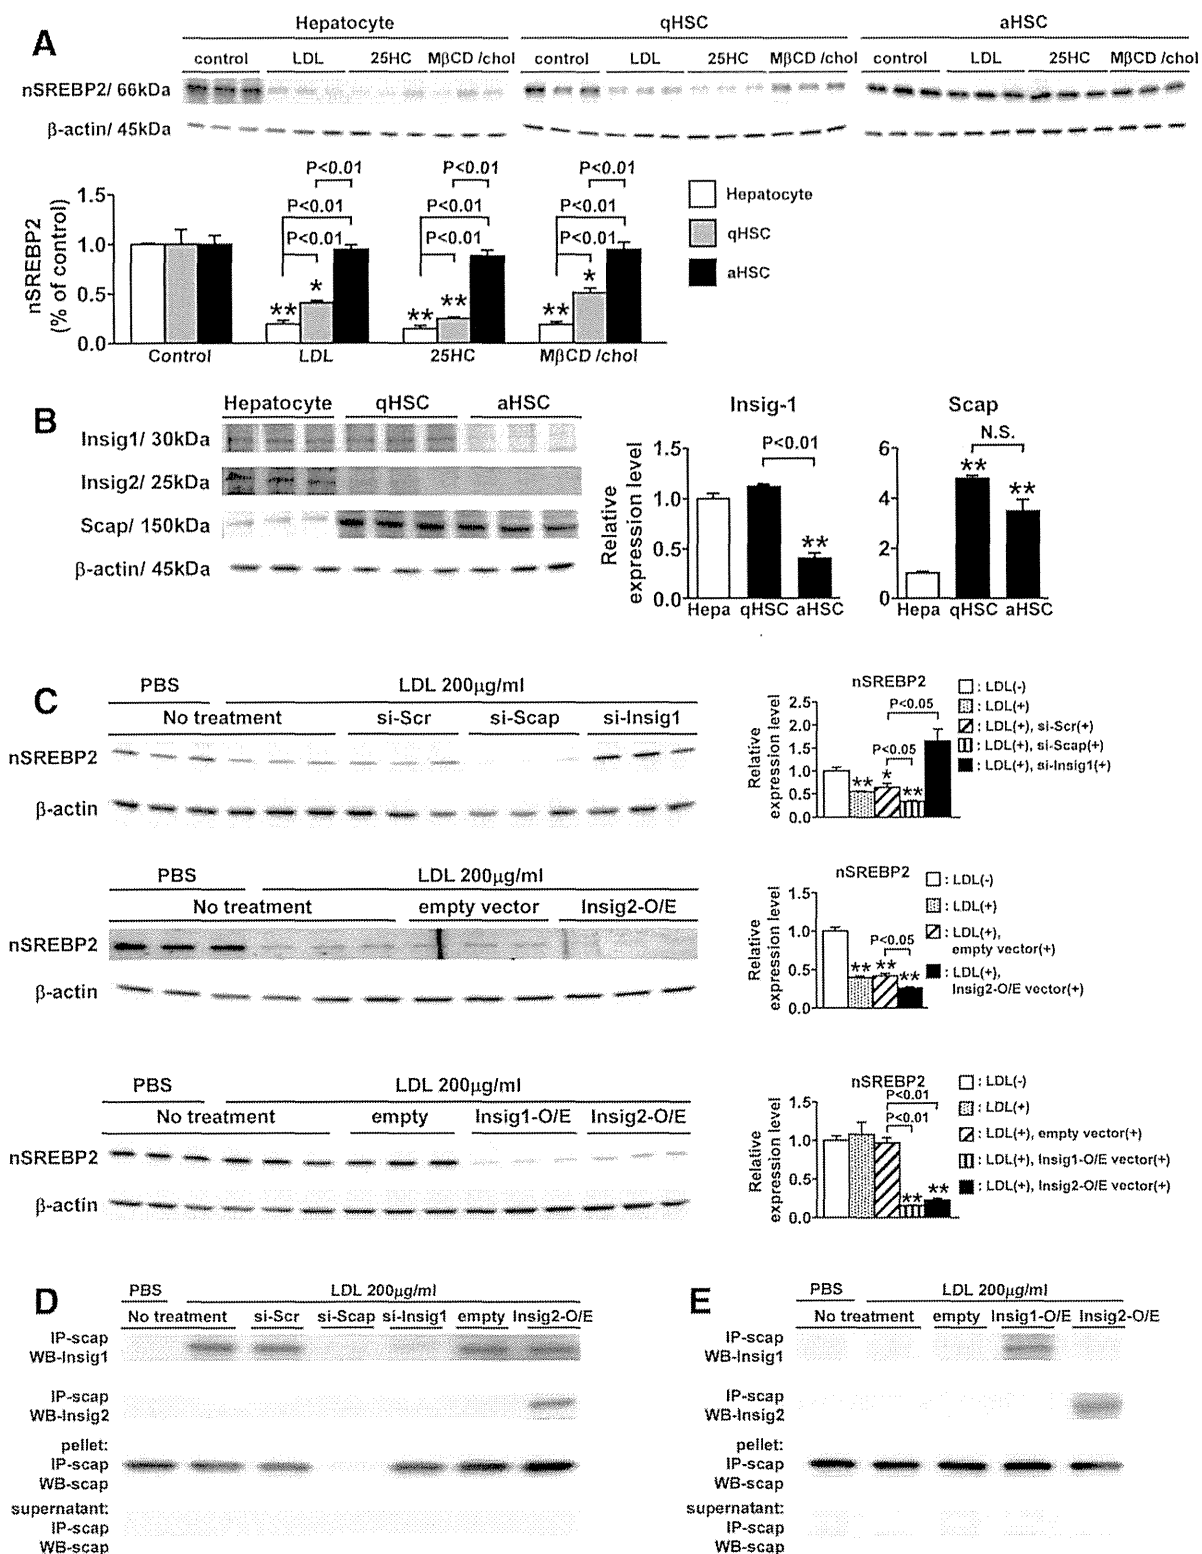 A
Hepatocyte qHSC aHSC
control LDL 25HC MβCD /chol control LDL 25HC MβCD /chol control LDL 25HC MβCD /chol
nSREBP2/ 66kDa
β-actin/ 45kDa
P<0.01 P<0.01 P<0.01
P<0.01 P<0.01 P<0.01
P<0.01 P<0.01 P<0.01
nSREBP2
(% of control)
1.5
1.0
0.5
0.0
** * ** ** ** *
Control LDL 25HC MβCD /chol
Hepatocyte
qHSC
aHSC
B
Hepatocyte qHSC aHSC
Insig1/ 30kDa
Insig2/ 25kDa
Scap/ 150kDa
β-actin/ 45kDa
Insig-1
Relative
expression level
1.5
1.0
0.5
0.0
P<0.01
**
Hepa qHSC aHSC
Scap
6
4
2
0
N.S.
** **
Hepa qHSC aHSC
C
PBS LDL 200μg/ml
No treatment si-Scr si-Scap si-Insig1
nSREBP2
β-actin
nSREBP2
Relative
expression level
2.5
2.0
1.5
1.0
0.5
0.0
P<0.05
P<0.05
** * **
: LDL(-)
: LDL(+)
: LDL(+), si-Scr(+)
: LDL(+), si-Scap(+)
: LDL(+), si-Insig1(+)
PBS LDL 200μg/ml
No treatment empty vector Insig2-O/E
nSREBP2
β-actin
nSREBP2
Relative
expression level
1.5
1.0
0.5
0.0
P<0.05
** ** **
: LDL(-)
: LDL(+)
: LDL(+),
empty vector(+)
: LDL(+),
Insig2-O/E vector(+)
PBS LDL 200μg/ml
No treatment empty Insig1-O/E Insig2-O/E
nSREBP2
β-actin
nSREBP2
Relative
expression level
1.5
1.0
0.5
0.0
P<0.01
P<0.01
** **
: LDL(-)
: LDL(+)
: LDL(+), empty vector(+)
: LDL(+), Insig1-O/E vector(+)
: LDL(+), Insig2-O/E vector(+)
D
PBS LDL 200μg/ml
No treatment si-Scr si-Scap si-Insig1 empty Insig2-O/E
IP-scap
WB-Insig1
IP-scap
WB-Insig2
pellet:
IP-scap
WB-scap
supernatant:
IP-scap
WB-scap
E
PBS LDL 200μg/ml
No treatment empty Insig1-O/E Insig2-O/E
IP-scap
WB-Insig1
IP-scap
WB-Insig2
pellet:
IP-scap
WB-scap
supernatant:
IP-scap
WB-scap